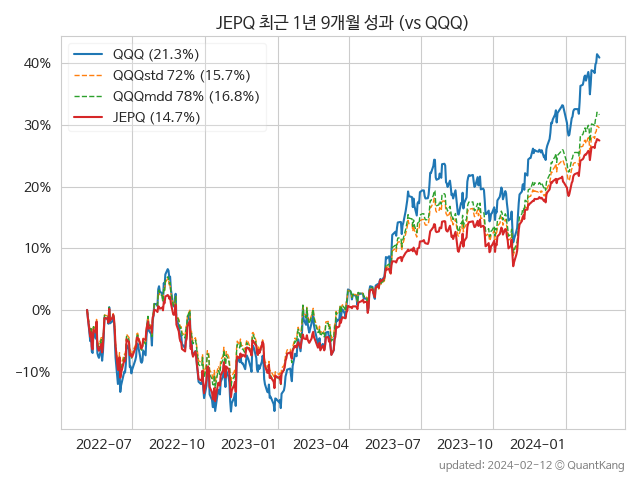 JEPQ 최근 1년 9개월 성과 (vs QQQ)
QQQ (21.3%)
QQQstd 72% (15.7%)
QQQmdd 78% (16.8%)
JEPQ (14.7%)
40%
30%
20%
10%
0%
−10%
2022-07 2022-10 2023-01 2023-04 2023-07 2023-10 2024-01
updated: 2024-02-12 © QuantKang